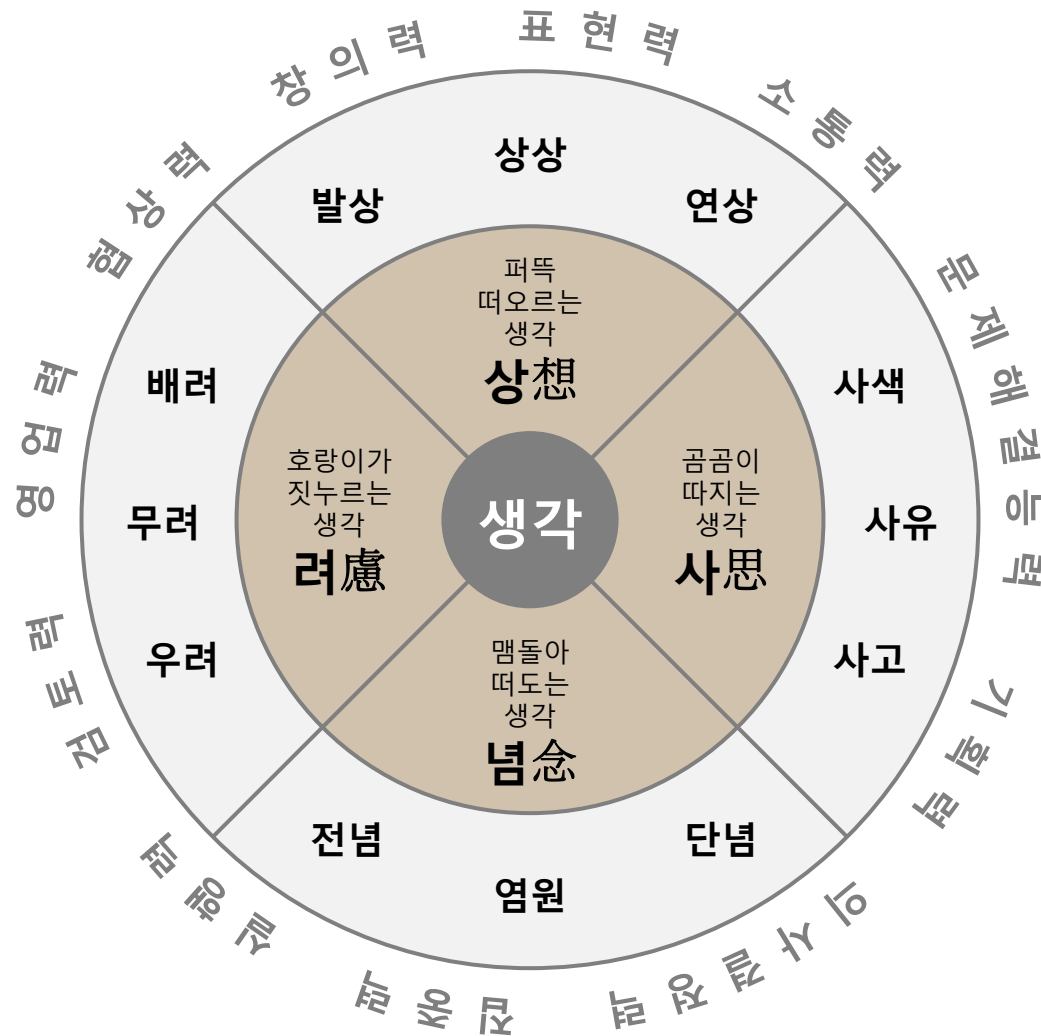 창의력
표현력
소통력
문제해결능력
기획력
의사결정력
집중력
실행력
검토력
영업력
협상력
발상
상상
연상
사색
사유
사고
단념
염원
전념
우려
무려
배려
퍼뜩
떠오르는
생각
상想
곰곰이
따지는
생각
사思
맴돌아
떠도는
생각
념念
호랑이가
짓누르는
생각
려慮
생각